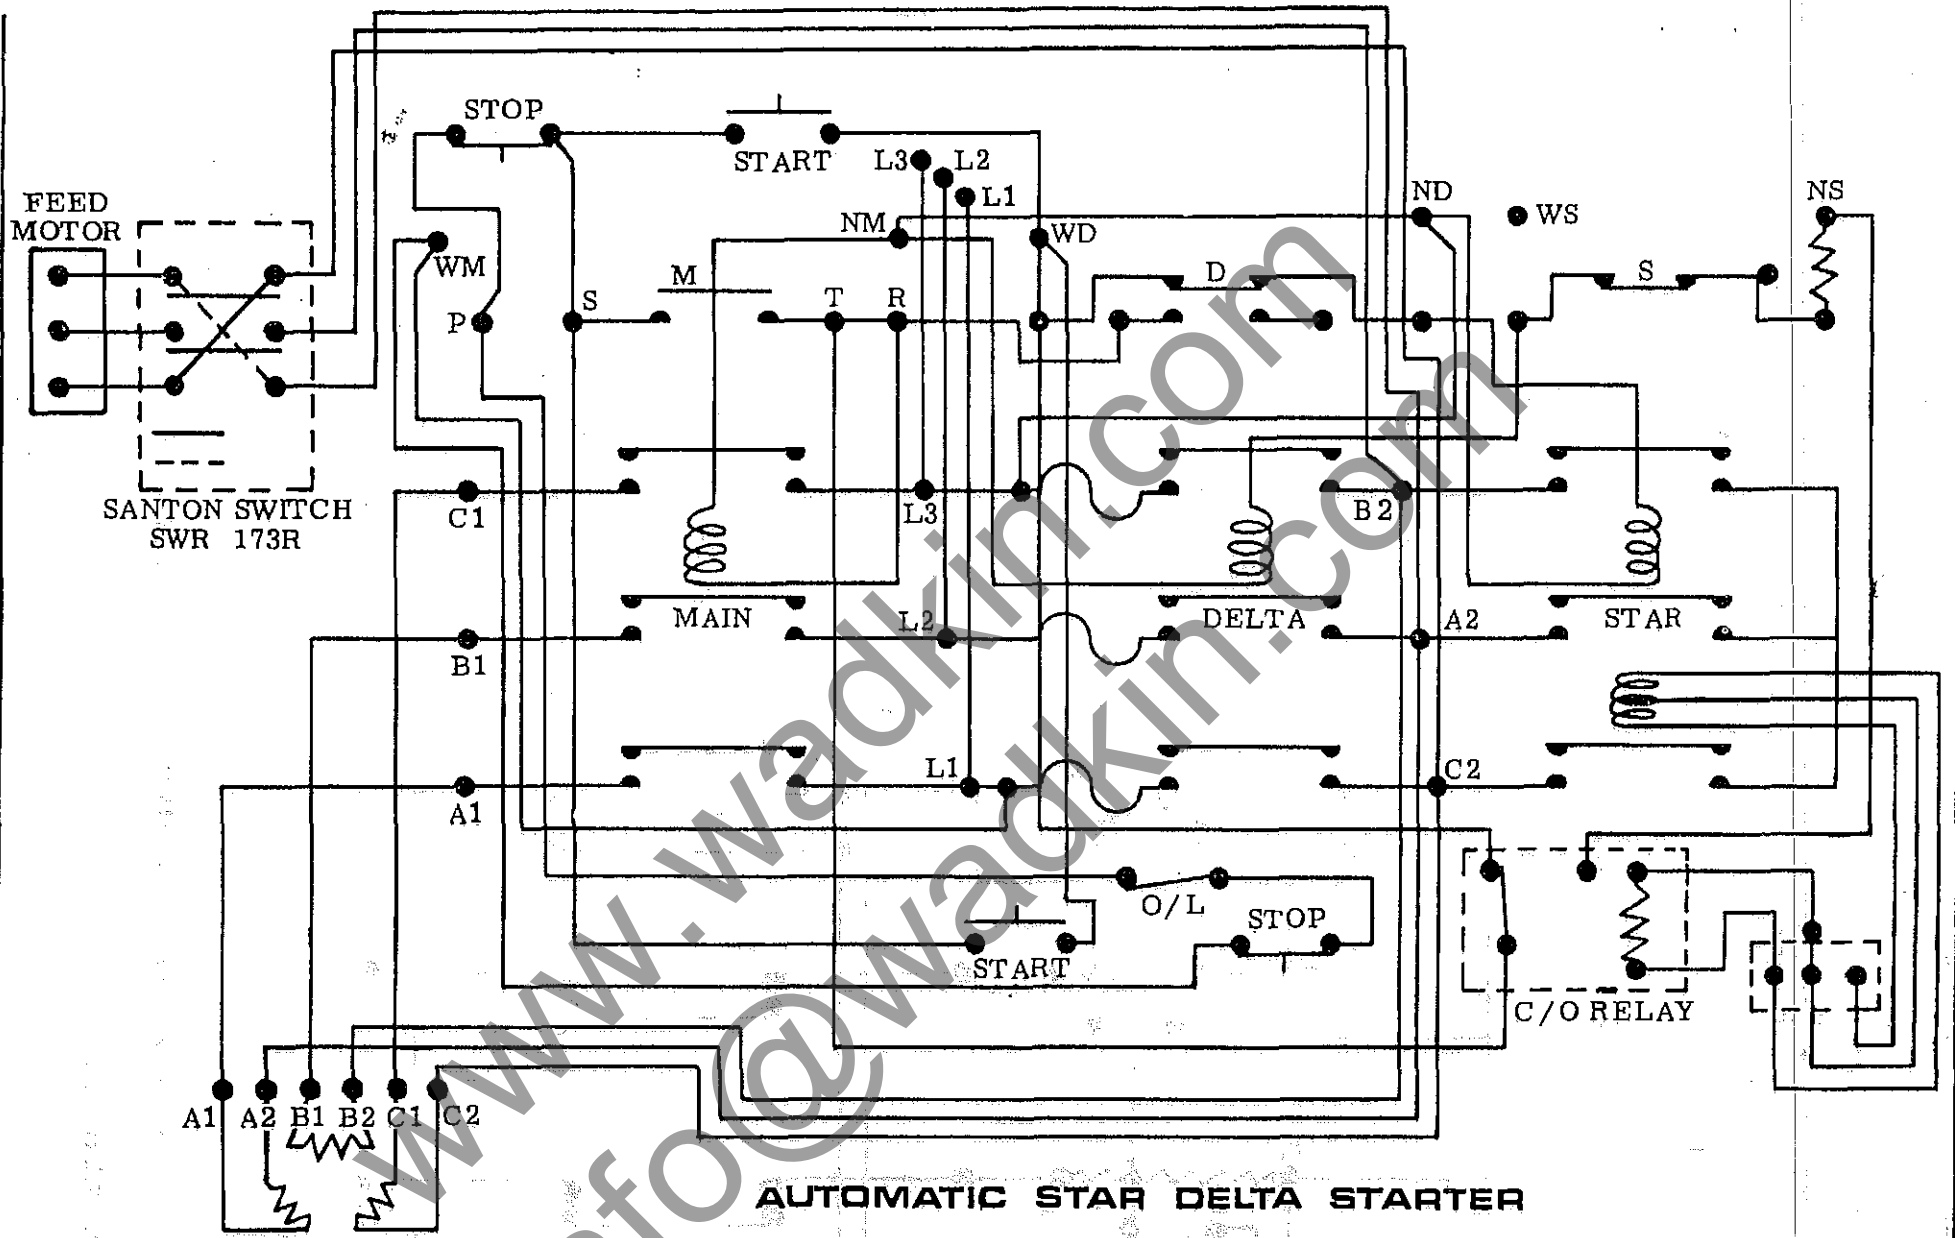 STOP
START
L3
L2
L1
FEED
MOTOR
NM
WD
ND
WS
NS
WM
M
D
S
P
S
T
R
C1
L3
B2
SANTON SWITCH
SWR 173R
MAIN
L2
DELTA
A2
STAR
B1
L1
C2
A1
O/L
STOP
START
C/O RELAY
A1 A2 B1 B2 C1 C2
AUTOMATIC STAR DELTA STARTER
www.wadkin.com
info@wadkin.com